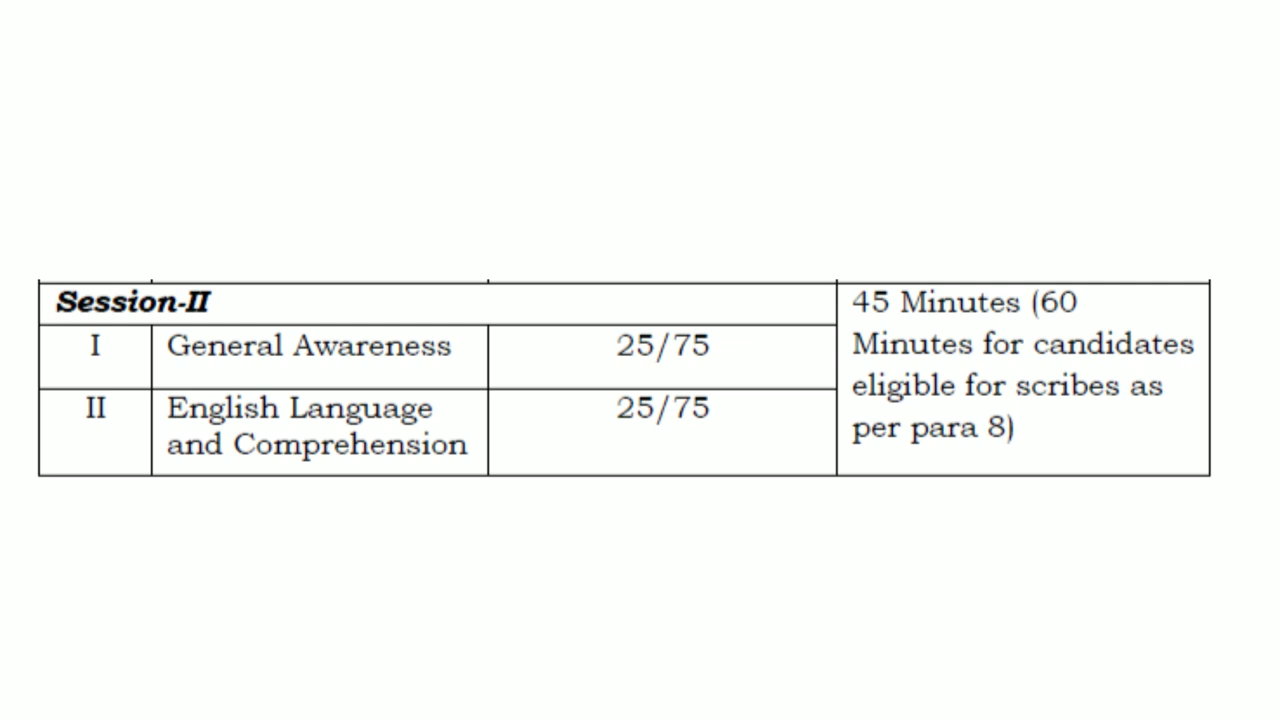 Session-II
45 Minutes (60
Minutes for candidates
eligible for scribes as
per para 8)
I General Awareness 25/75
II English Language 25/75
and Comprehension